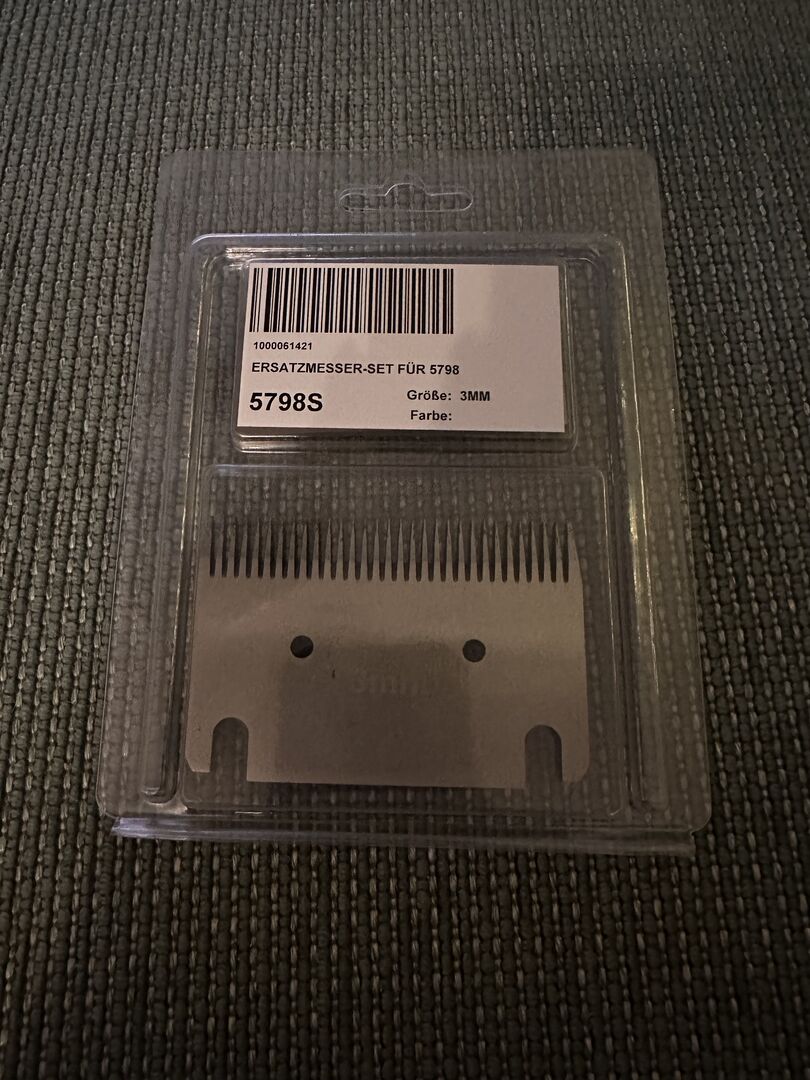 1000061421
ERSATZMESSER-SET FÜR 5798
5798S
Größe: 3MM
Farbe: